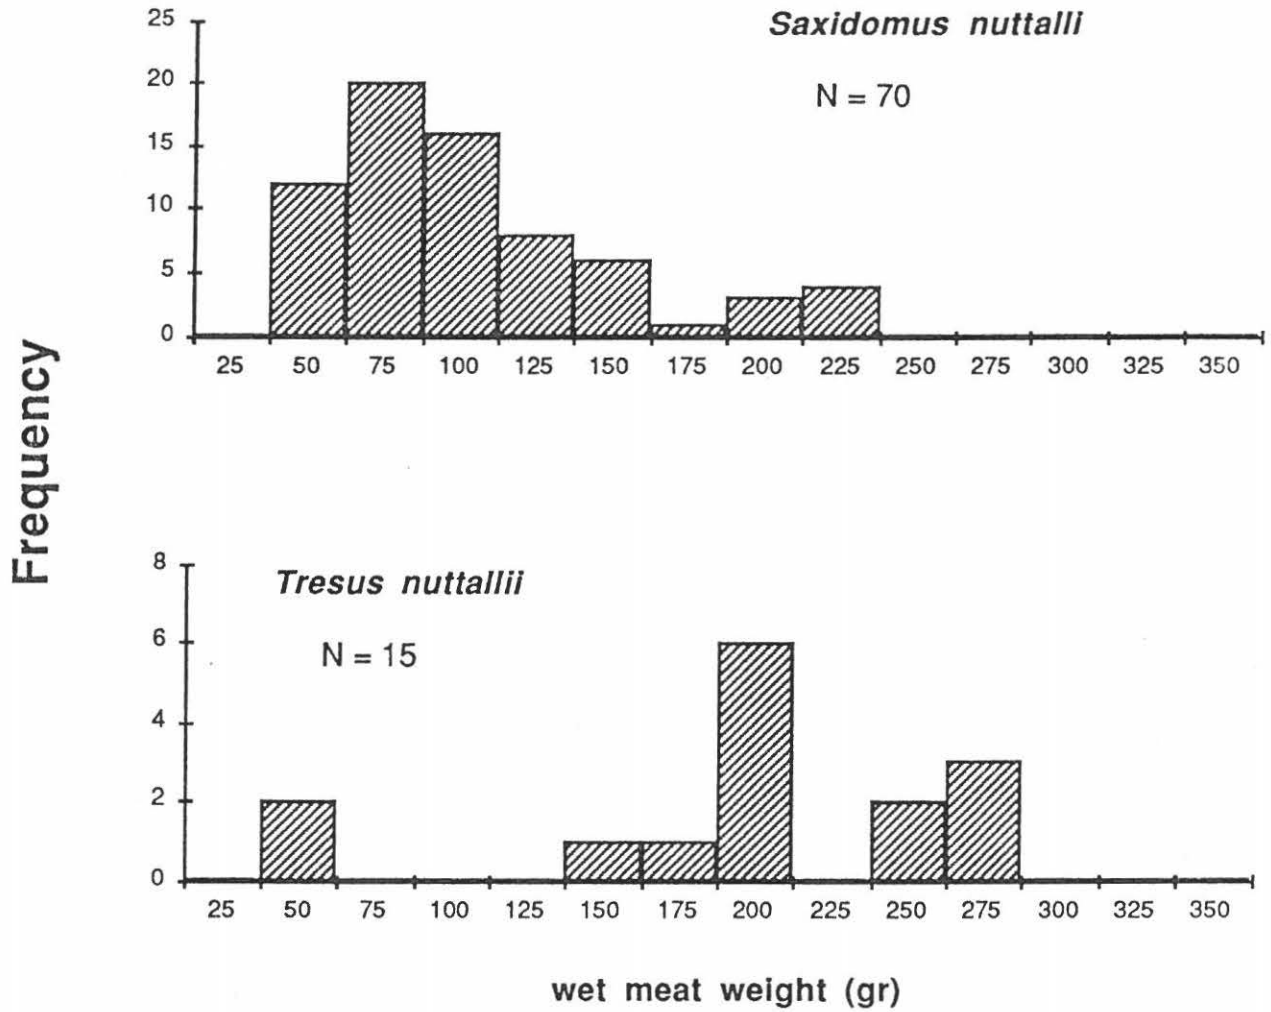 Saxidomus nuttalli
N = 70
25
20
15
10
5
0
25 50 75 100 125 150 175 200 225 250 275 300 325 350
Frequency
Tresus nuttallii
N = 15
8
6
4
2
0
25 50 75 100 125 150 175 200 225 250 275 300 325 350
wet meat weight (gr)